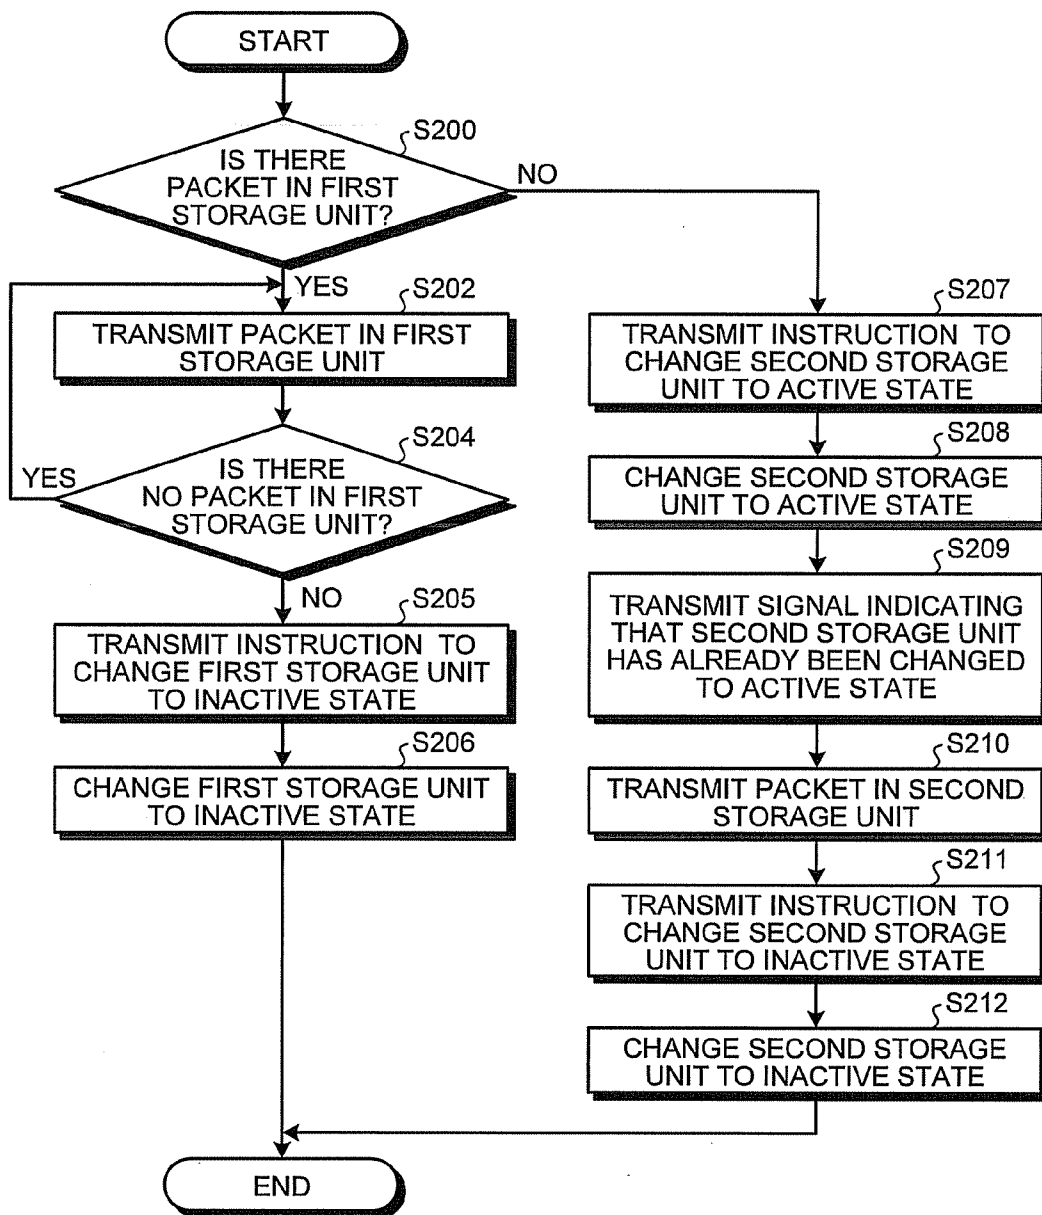 START
S200
IS THERE
PACKET IN FIRST
STORAGE UNIT?
NO
YES
S202
TRANSMIT PACKET IN FIRST
STORAGE UNIT
S204
YES
IS THERE
NO PACKET IN FIRST
STORAGE UNIT?
NO
S205
TRANSMIT INSTRUCTION TO
CHANGE FIRST STORAGE UNIT
TO INACTIVE STATE
S206
CHANGE FIRST STORAGE UNIT
TO INACTIVE STATE
S207
TRANSMIT INSTRUCTION TO
CHANGE SECOND STORAGE
UNIT TO ACTIVE STATE
S208
CHANGE SECOND STORAGE
UNIT TO ACTIVE STATE
S209
TRANSMIT SIGNAL INDICATING
THAT SECOND STORAGE UNIT
HAS ALREADY BEEN CHANGED
TO ACTIVE STATE
S210
TRANSMIT PACKET IN SECOND
STORAGE UNIT
S211
TRANSMIT INSTRUCTION TO
CHANGE SECOND STORAGE
UNIT TO INACTIVE STATE
S212
CHANGE SECOND STORAGE
UNIT TO INACTIVE STATE
END